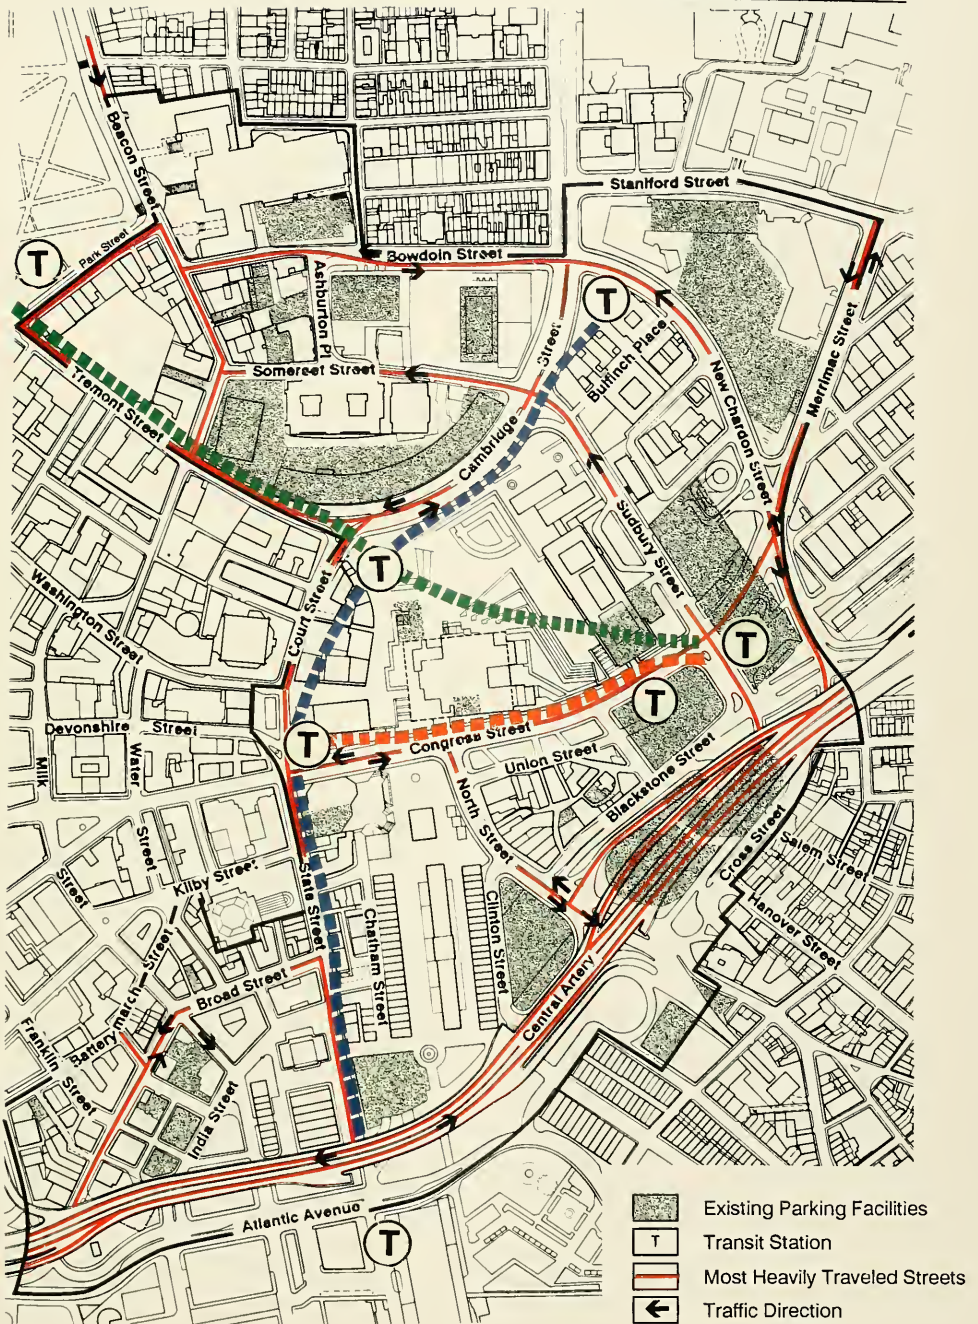 Beacon Street
Park Street
Staniford Street
Bowdoin Street
Ashburton Pl
T
T
Bulfinch Place
Street
Somerset Street
Tremont Street
New Chardon Street
Merrimac Street
Cambridge
Sudbury Street
T
Court Street
Washington Street
T
T
T
Devonshire Street
Water
Street
Milk
Street
Congress Street
Union Street
Blackstone Street
North Street
Cross Street
Salem Street
Hanover Street
Kilby Street
State Street
Chatham Street
Clinton Street
Central Artery
Broad Street
Batterymarch Street
Franklin Street
India Street
Atlantic Avenue
T
Existing Parking Facilities
T Transit Station
Most Heavily Traveled Streets
Traffic Direction